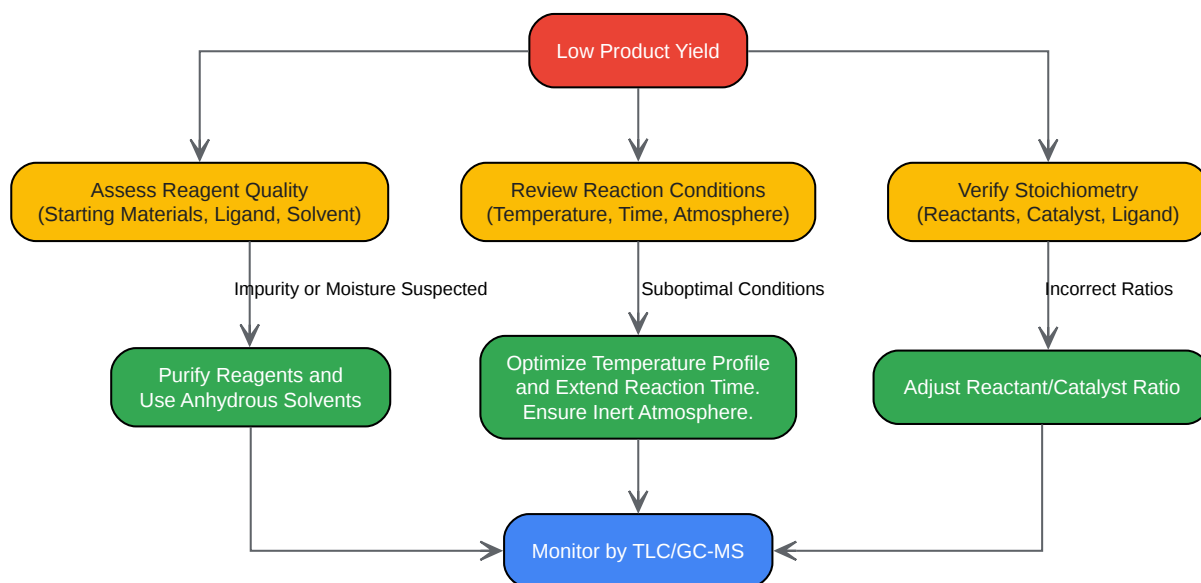 Low Product Yield
Assess Reagent Quality
(Starting Materials, Ligand, Solvent)
Review Reaction Conditions
(Temperature, Time, Atmosphere)
Verify Stoichiometry
(Reactants, Catalyst, Ligand)
Impurity or Moisture Suspected
Suboptimal Conditions
Incorrect Ratios
Purify Reagents and
Use Anhydrous Solvents
Optimize Temperature Profile
and Extend Reaction Time.
Ensure Inert Atmosphere.
Adjust Reactant/Catalyst Ratio
Monitor by TLC/GC-MS